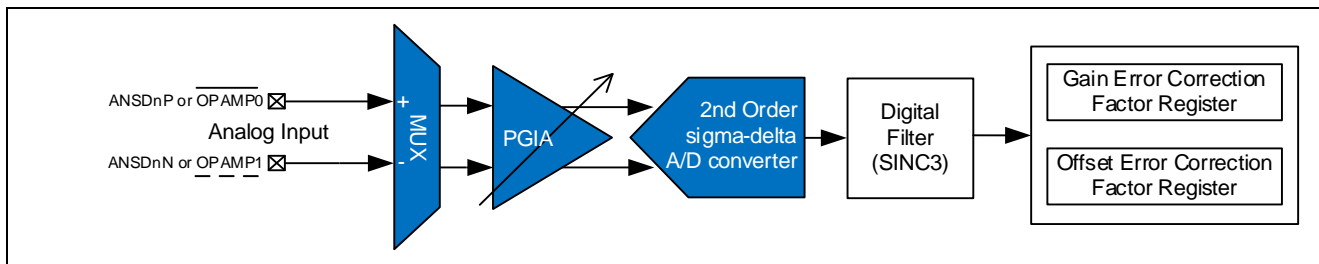 ANSDnP or OPAMP0
Analog Input
ANSDnN or OPAMP1
+
-
MUX
PGIA
2nd Order
sigma-delta
A/D converter
Digital
Filter
(SINC3)
Gain Error Correction
Factor Register
Offset Error Correction
Factor Register